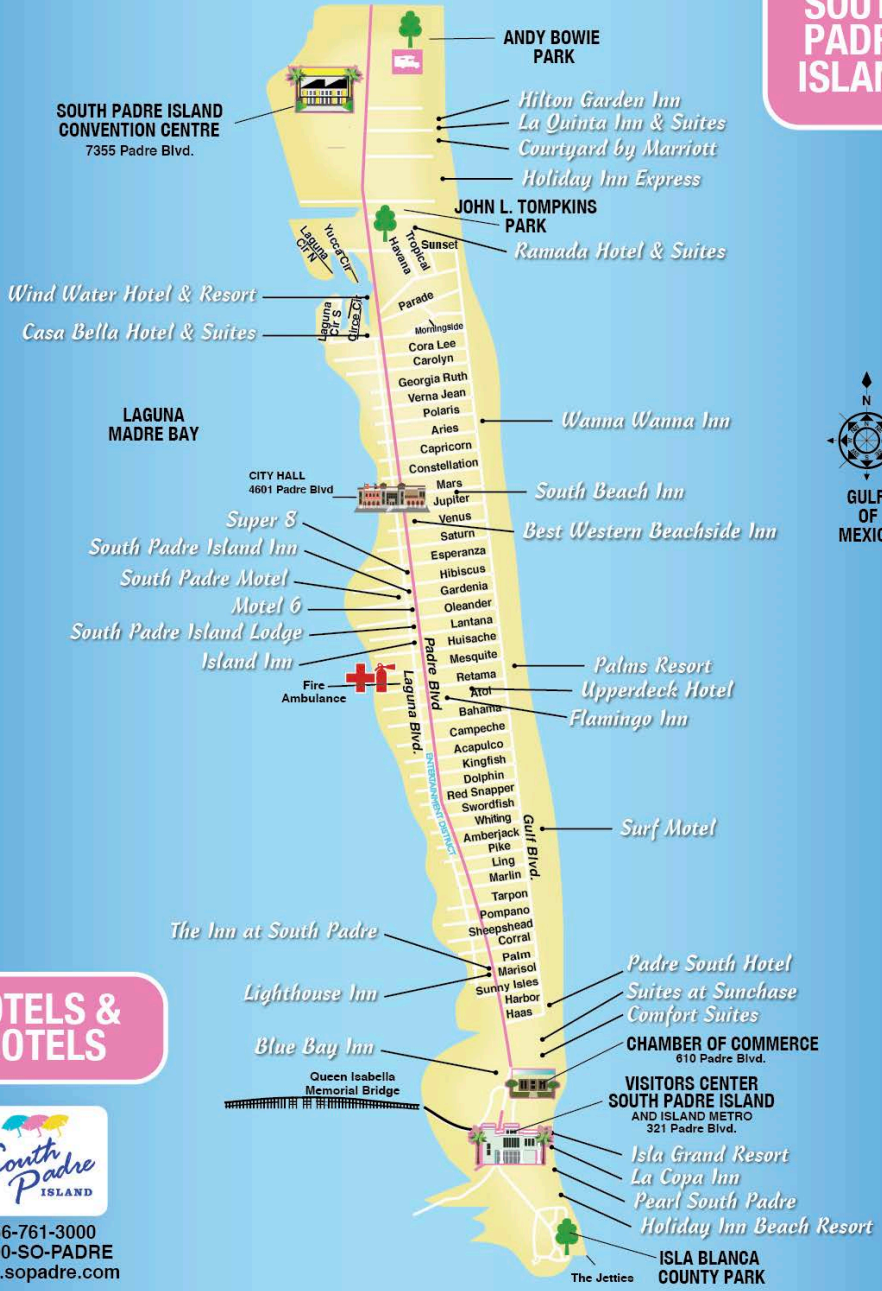 ANDY BOWIE
PARK
SOUTH PADRE ISLAND
CONVENTION CENTRE
7355 Padre Blvd.
Hilton Garden Inn
La Quinta Inn & Suites
Courtyard by Marriott
Holiday Inn Express
JOHN L. TOMPKINS
PARK
Ramada Hotel & Suites
Laguna
Cir N
Yucca Cir
Havana
Tropical
Sunset
Wind Water Hotel & Resort
Casa Bella Hotel & Suites
Laguna
Cir S
Circe Cir
Parade
Morningside
Cora Lee
Carolyn
Georgia Ruth
Verna Jean
Polaris
Aries
Capricorn
Constellation
Mars
Jupiter
Venus
Saturn
Esperanza
Hibiscus
Gardenia
Oleander
Lantana
Huisache
Mesquite
Retama
Atol
Bahama
Campeche
Acapulco
Kingfish
Dolphin
Red Snapper
Swordfish
Whiting
Amberjack
Pike
Ling
Marlin
Tarpon
Pompano
Sheepshead
Corral
Palm
Marisol
Sunny Isles
Harbor
Haas
LAGUNA
MADRE BAY
CITY HALL
4601 Padre Blvd
Super 8
South Padre Island Inn
South Padre Motel
Motel 6
South Padre Island Lodge
Island Inn
Fire
Ambulance
Padre Blvd
Laguna Blvd.
ENTERTAINMENT DISTRICT
Gulf Blvd.
Wanna Wanna Inn
South Beach Inn
Best Western Beachside Inn
Palms Resort
Upperdeck Hotel
Flamingo Inn
Surf Motel
N
OF
The Inn at South Padre
Lighthouse Inn
Blue Bay Inn
Queen Isabella
Memorial Bridge
Padre South Hotel
Suites at Sunchase
Comfort Suites
CHAMBER OF COMMERCE
610 Padre Blvd.
VISITORS CENTER
SOUTH PADRE ISLAND
AND ISLAND METRO
321 Padre Blvd.
Isla Grand Resort
La Copa Inn
Pearl South Padre
Holiday Inn Beach Resort
ISLA BLANCA
COUNTY PARK
The Jetties
&
South
Padre
ISLAND
6-761-3000
0-SO-PADRE
.sopadre.com